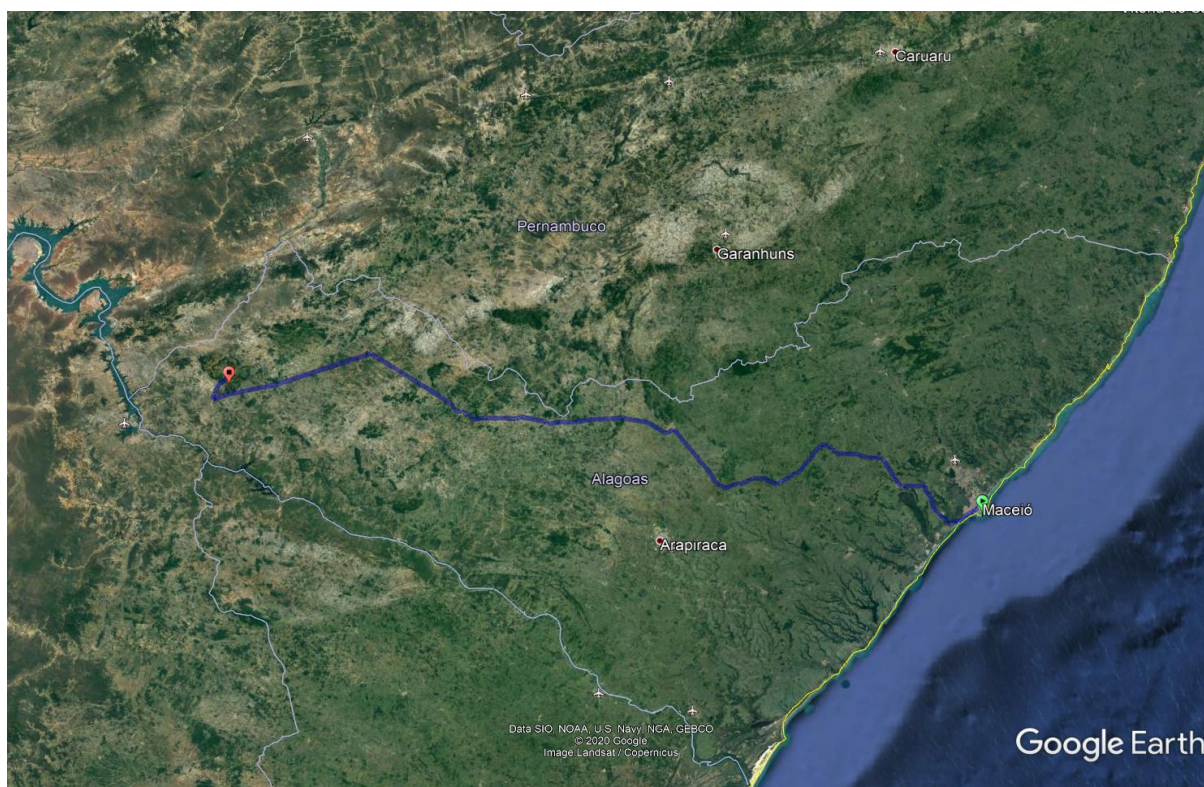 Caruaru
Pernambuco
Garanhuns
Alagoas
Maceió
Arapiraca
Data SIO, NOAA, U.S. Navy, NGA, GEBCO
© 2020 Google
Image Landsat / Copernicus
Google Earth